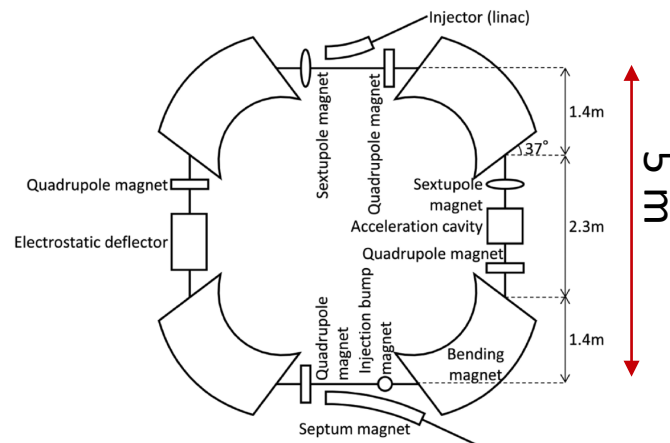 Injector (linac)
Sextupole magnet
Quadrupole magnet
1.4m
37°
5 m
Quadrupole magnet
Sextupole
magnet
Electrostatic deflector
Acceleration cavity
2.3m
Quadrupole magnet
Quadrupole
magnet
Injection bump
magnet
Bending
magnet
1.4m
Septum magnet